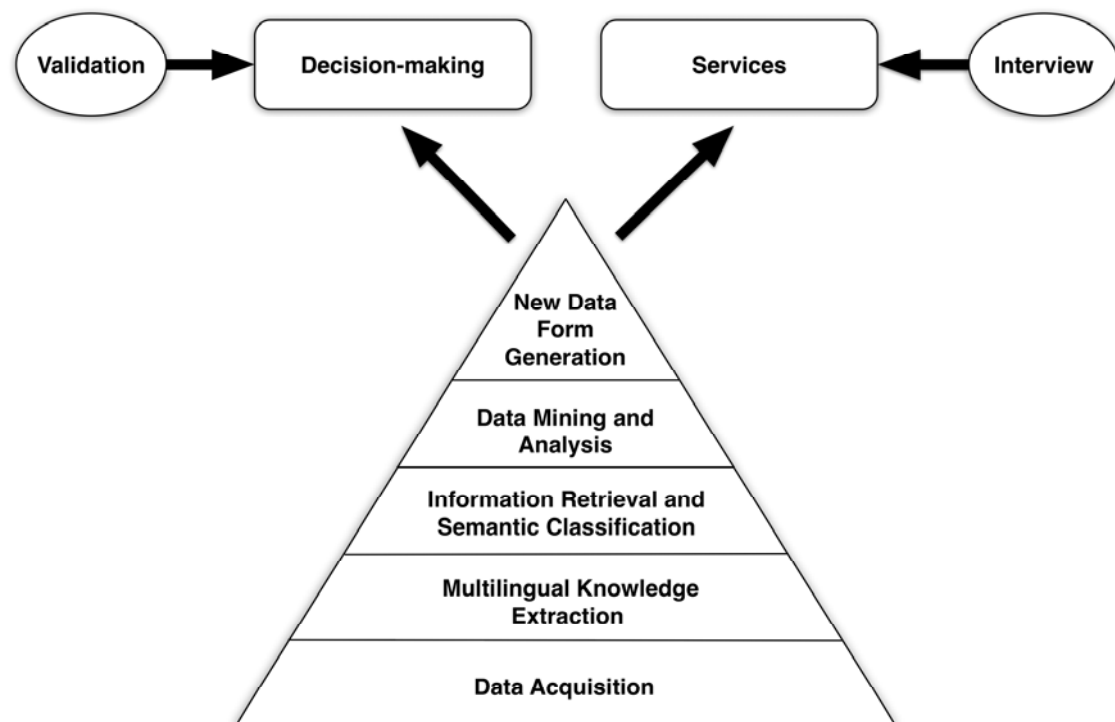 Validation
Decision-making
Services
Interview
New Data
Form
Generation
Data Mining and
Analysis
Information Retrieval and
Semantic Classification
Multilingual Knowledge
Extraction
Data Acquisition